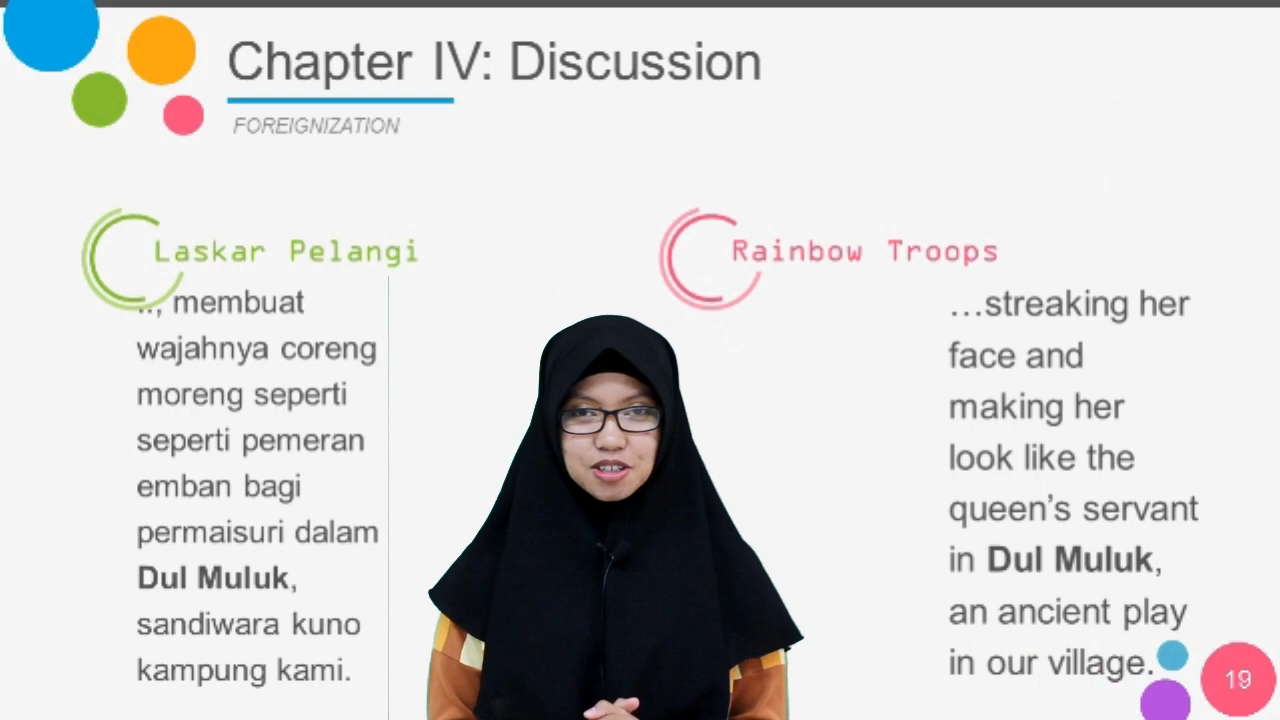 Chapter IV: Discussion
FOREIGNIZATION
Laskar Pelangi
.., membuat
wajahnya coreng
moreng seperti
seperti pemeran
emban bagi
permaisuri dalam
Dul Muluk,
sandiwara kuno
kampung kami.
Rainbow Troops
…streaking her
face and
making her
look like the
queen’s servant
in Dul Muluk,
an ancient play
in our village.
19